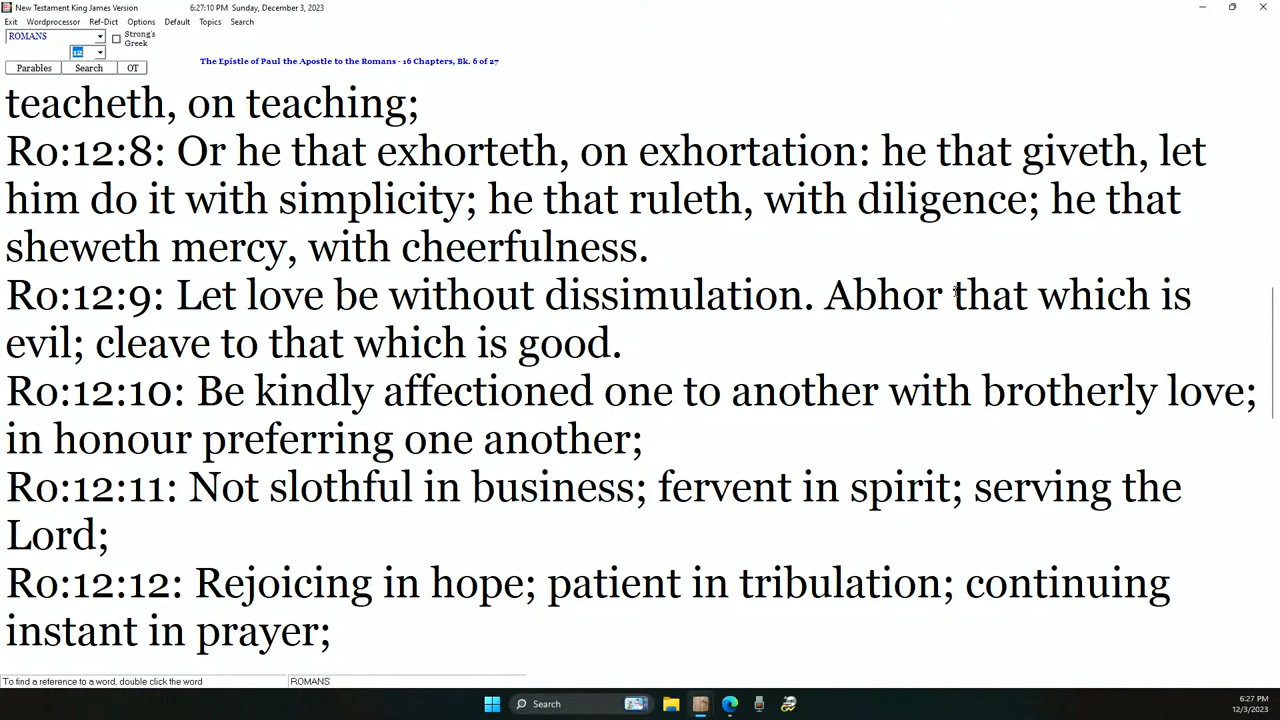 New Testament King James Version 6:27:10 PM Sunday, December 3, 2023
Exit Wordprocessor Ref-Dict Options Default Topics Search
ROMANS
Strong's
Greek
12
The Epistle of Paul the Apostle to the Romans - 16 Chapters, Bk. 6 of 27
Parables Search OT
teacheth, on teaching;
Ro:12:8: Or he that exhorteth, on exhortation: he that giveth, let
him do it with simplicity; he that ruleth, with diligence; he that
sheweth mercy, with cheerfulness.
Ro:12:9: Let love be without dissimulation. Abhor that which is
evil; cleave to that which is good.
Ro:12:10: Be kindly affectioned one to another with brotherly love;
in honour preferring one another;
Ro:12:11: Not slothful in business; fervent in spirit; serving the
Lord;
Ro:12:12: Rejoicing in hope; patient in tribulation; continuing
instant in prayer;
To find a reference to a word, double click the word ROMANS
Search
6:27 PM
12/3/2023